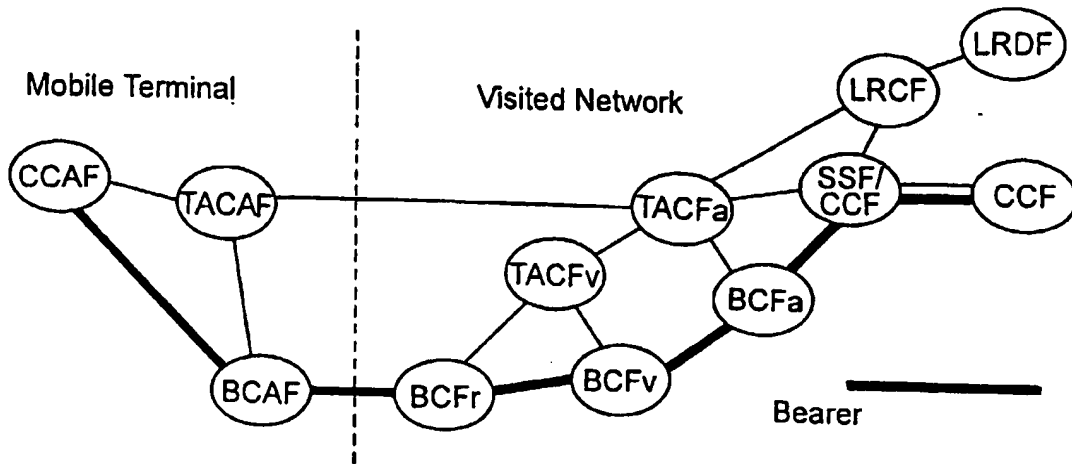 LRDF
Mobile Terminal
Visited Network
LRCF
CCAF
TACAF
TACFa
SSF/
CCF
CCF
TACFv
BCFa
BCAF
BCFr
BCFv
Bearer